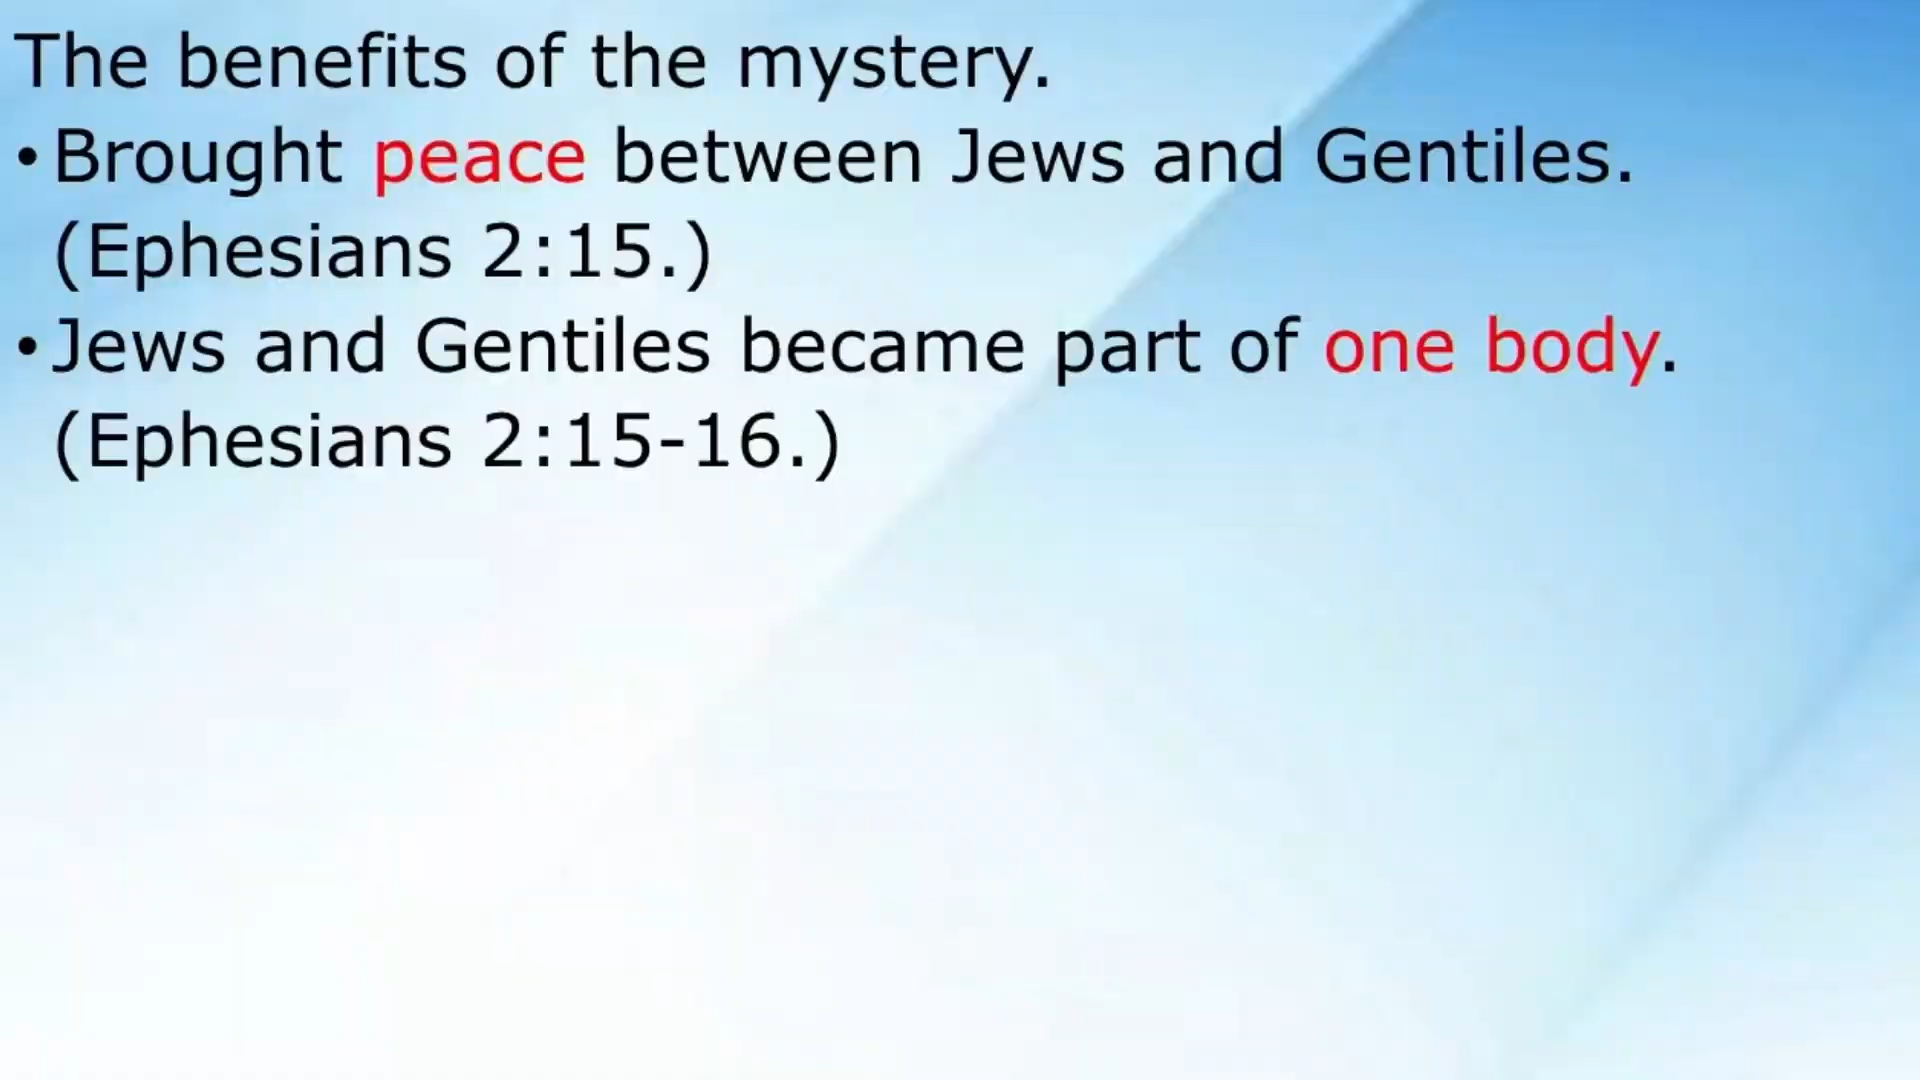 The benefits of the mystery.
•Brought peace between Jews and Gentiles.
(Ephesians 2:15.)
•Jews and Gentiles became part of one body.
(Ephesians 2:15-16.)